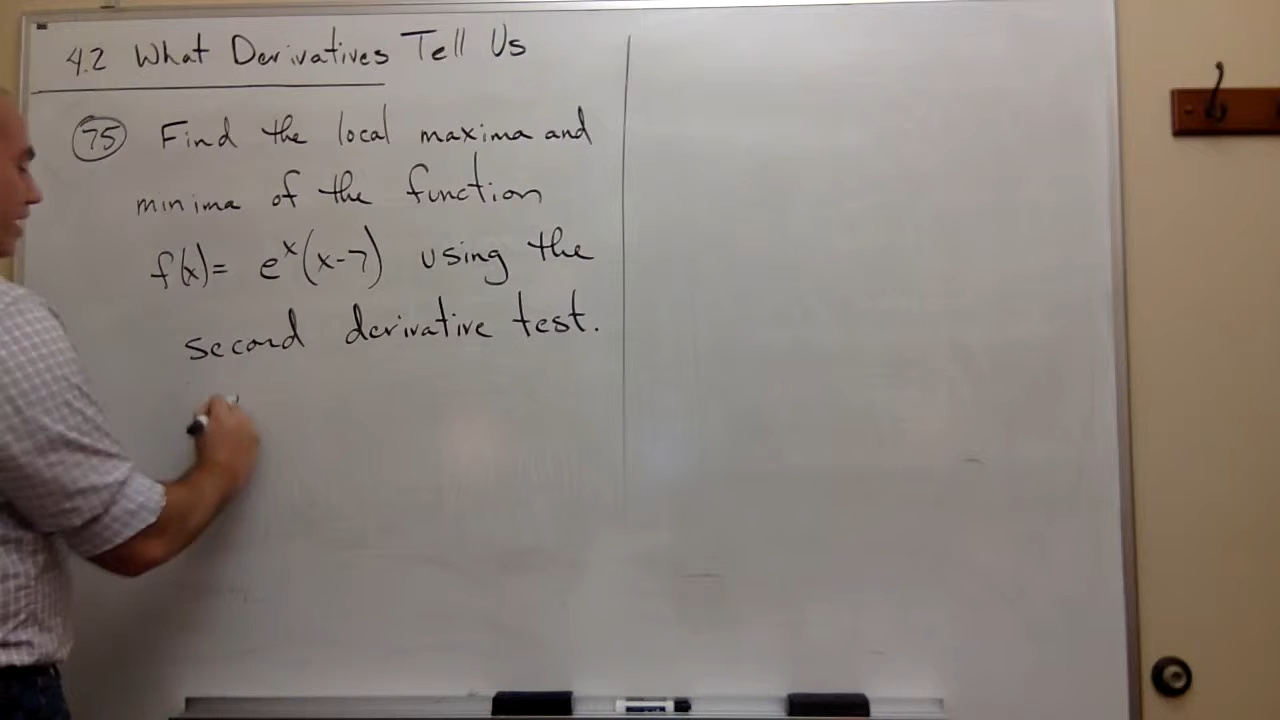 4.2 What Derivatives Tell Us
75 Find the local maxima and
minima of the function
f(x)= eˣ(x-7) using the
second derivative test.